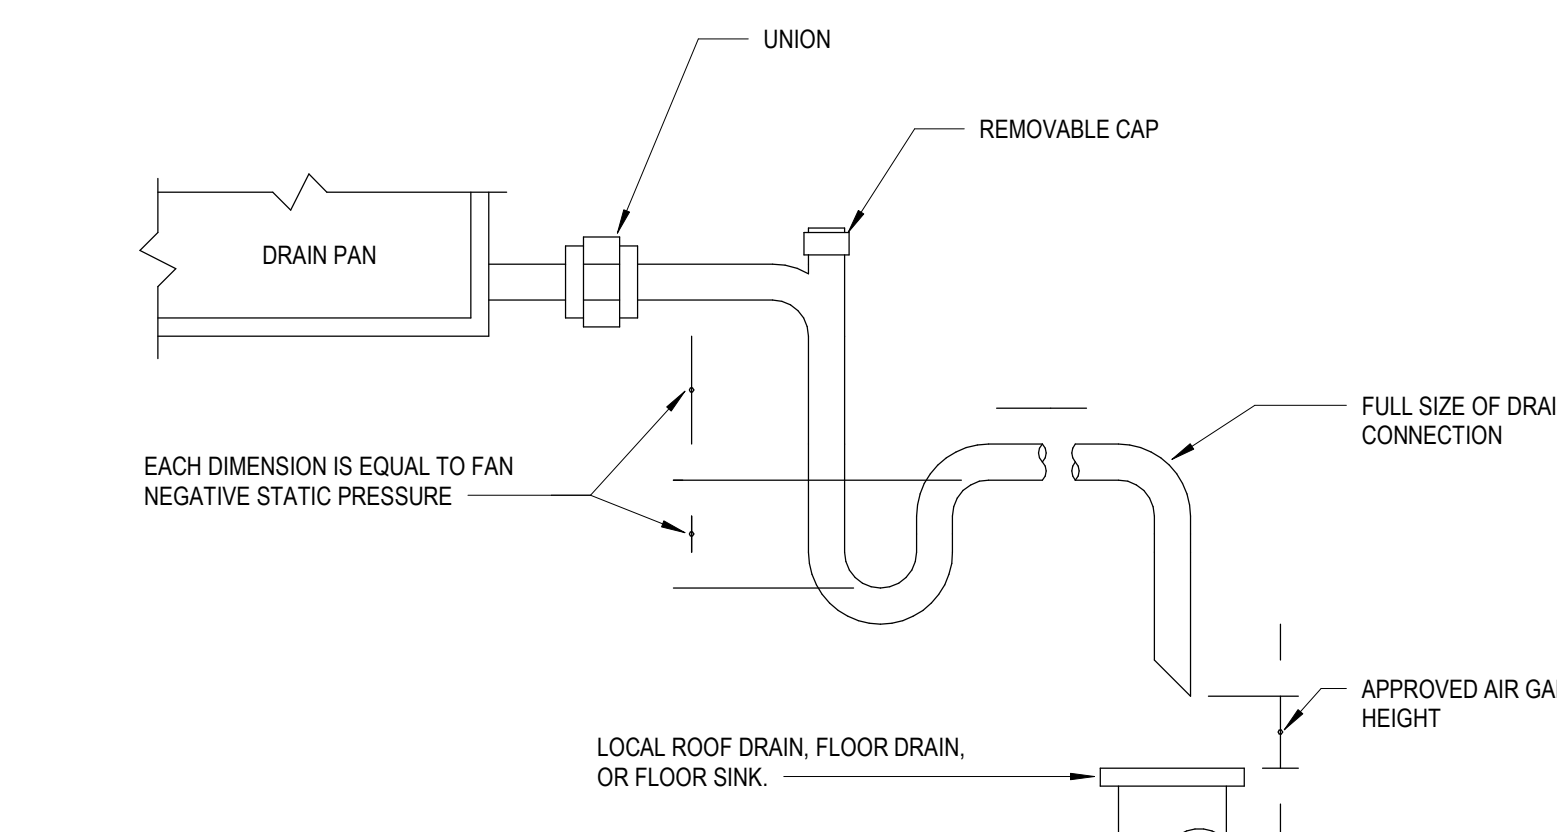 UNION
REMOVABLE CAP
DRAIN PAN
FULL SIZE OF DRAI
CONNECTION
EACH DIMENSION IS EQUAL TO FAN
NEGATIVE STATIC PRESSURE
APPROVED AIR GA
HEIGHT
LOCAL ROOF DRAIN, FLOOR DRAIN,
OR FLOOR SINK.